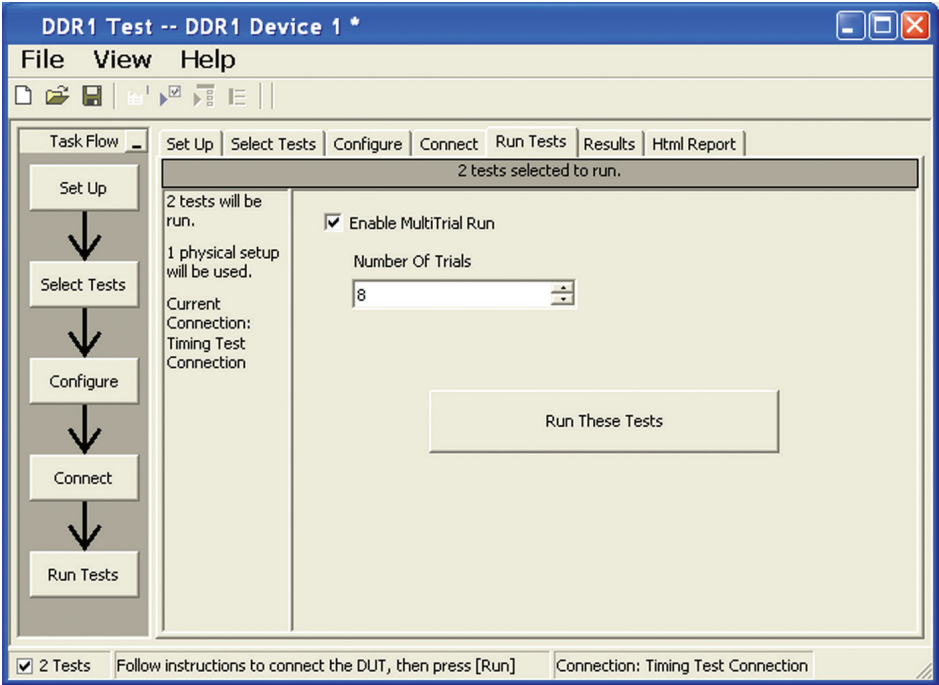 DDR1 Test -- DDR1 Device 1 *
File View Help
Task Flow
Set Up
Select Tests
Configure
Connect
Run Tests
Set Up Select Tests Configure Connect Run Tests Results Html Report
2 tests selected to run.
2 tests will be
run.
1 physical setup
will be used.
Current
Connection:
Timing Test
Connection
Enable MultiTrial Run
Number Of Trials
8
Run These Tests
2 Tests Follow instructions to connect the DUT, then press [Run] Connection: Timing Test Connection